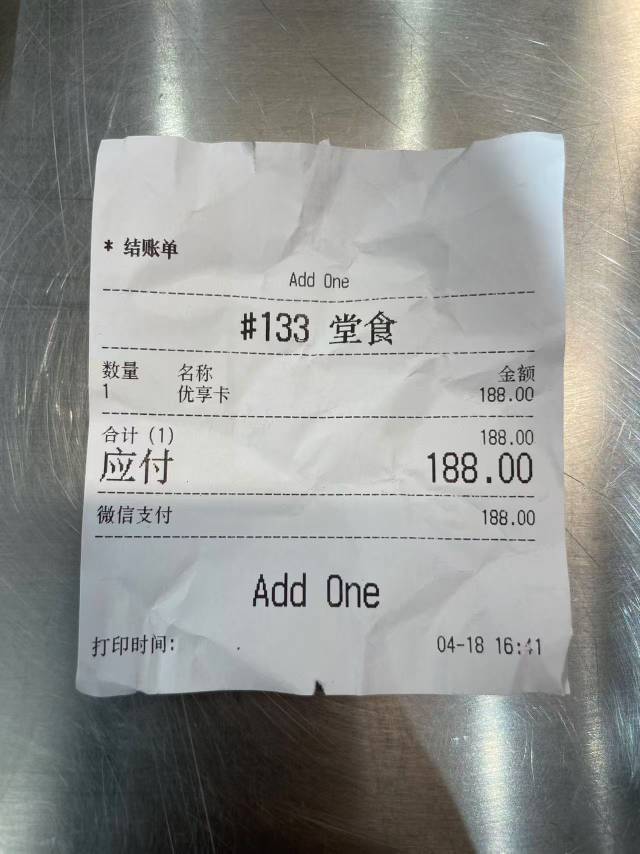 * 结账单
Add One
#133 堂食
数量 名称 金额
1 优享卡 188.00
合计 (1) 188.00
应付 188.00
微信支付 188.00
Add One
打印时间: 04-18 16:41